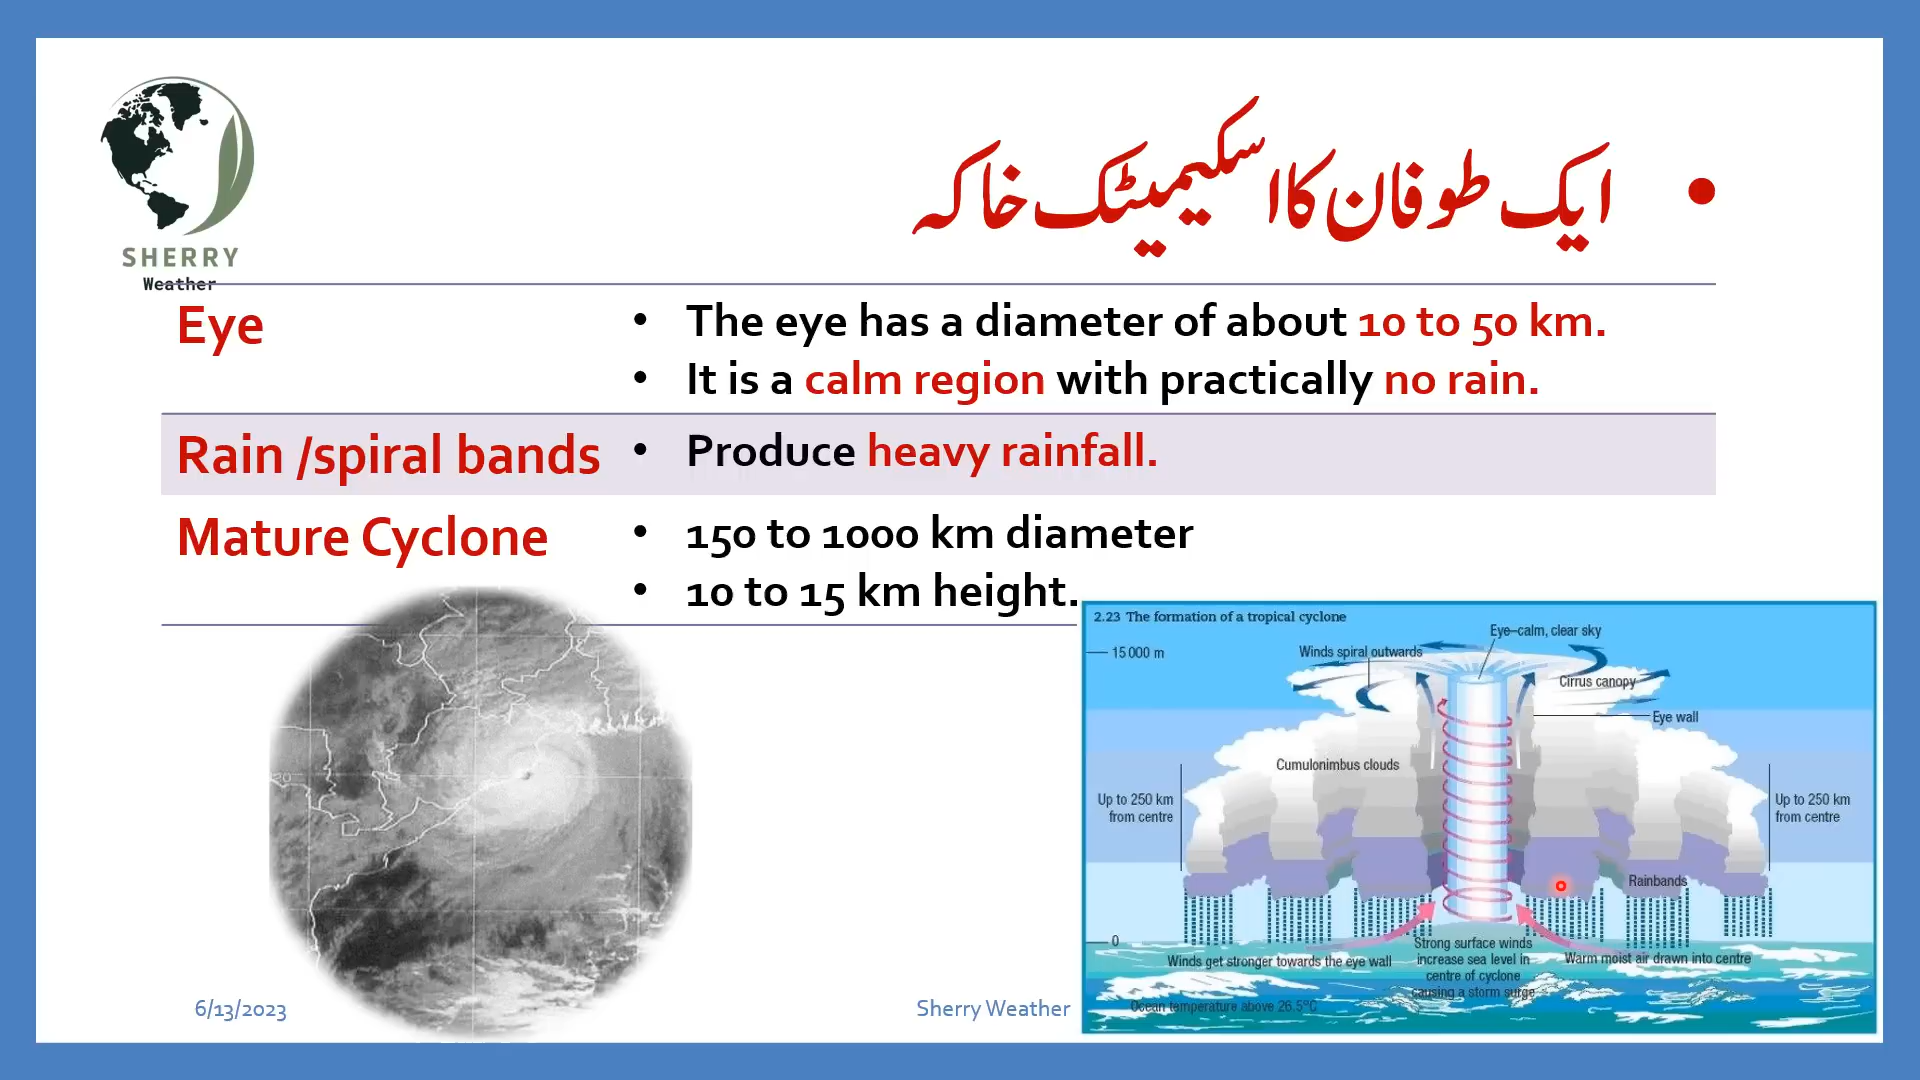 SHERRY
Weather
• ایک طوفان کا اسکیمیٹک خاکہ
Eye
• The eye has a diameter of about 10 to 50 km.
• It is a calm region with practically no rain.
Rain /spiral bands
• Produce heavy rainfall.
Mature Cyclone
• 150 to 1000 km diameter
• 10 to 15 km height.
2.23 The formation of a tropical cyclone
Eye–calm, clear sky
15 000 m
Winds spiral outwards
Cirrus canopy
Eye wall
Cumulonimbus clouds
Up to 250 km
from centre
Up to 250 km
from centre
Rainbands
0
Strong surface winds
increase sea level in
centre of cyclone
causing a storm surge
Winds get stronger towards the eye wall
Warm moist air drawn into centre
Ocean temperature above 26.5°C
20
6/13/2023
Sherry Weather